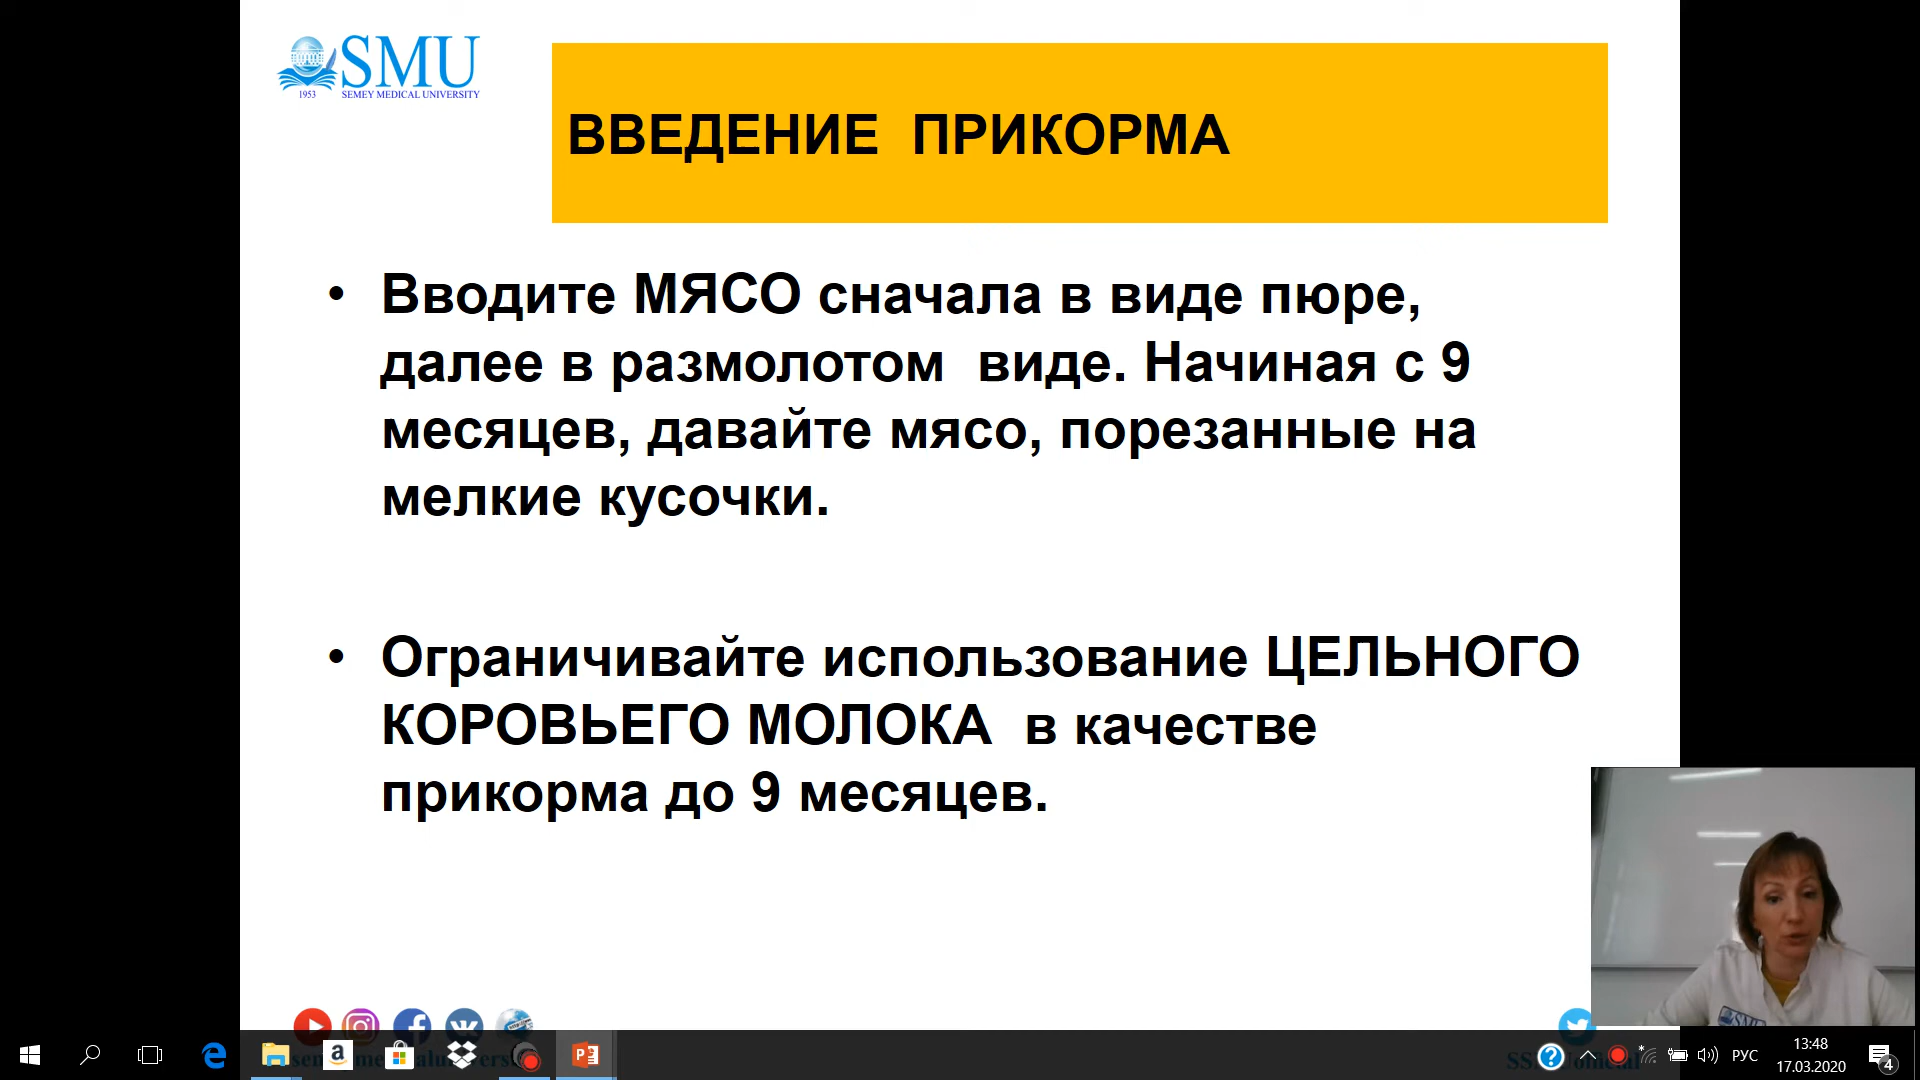 SMU
1953
SEMEY MEDICAL UNIVERSITY
ВВЕДЕНИЕ ПРИКОРМА
• Вводите МЯСО сначала в виде пюре,
далее в размолотом виде. Начиная с 9
месяцев, давайте мясо, порезанные на
мелкие кусочки.
• Ограничивайте использование ЦЕЛЬНОГО
КОРОВЬЕГО МОЛОКА в качестве
прикорма до 9 месяцев.
SMU
РУС
13:48
17.03.2020
4